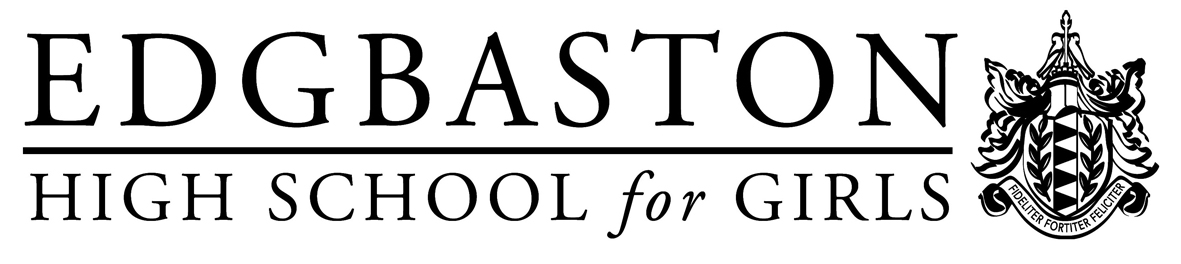 EDGBASTON
HIGH SCHOOL for GIRLS
FIDELITER FORTITER FELICITER